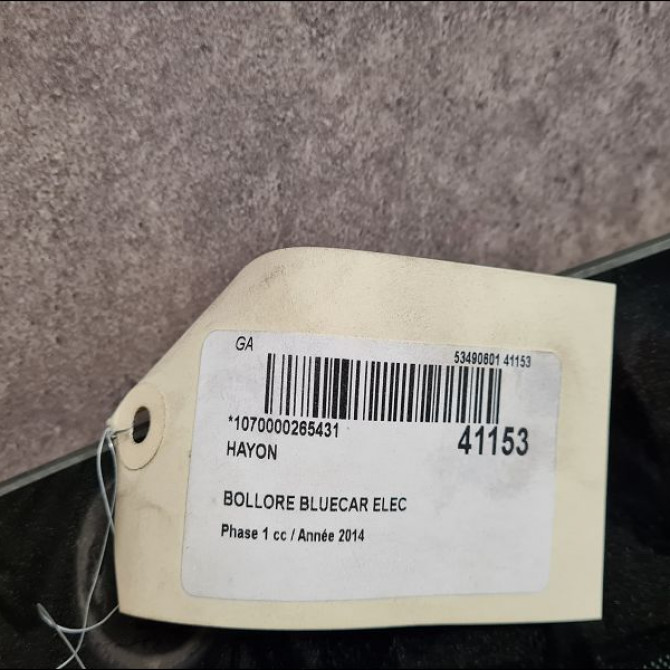 GA
53490601 41153
*1070000265431
41153
HAYON
BOLLORE BLUECAR ELEC
Phase 1 cc / Année 2014